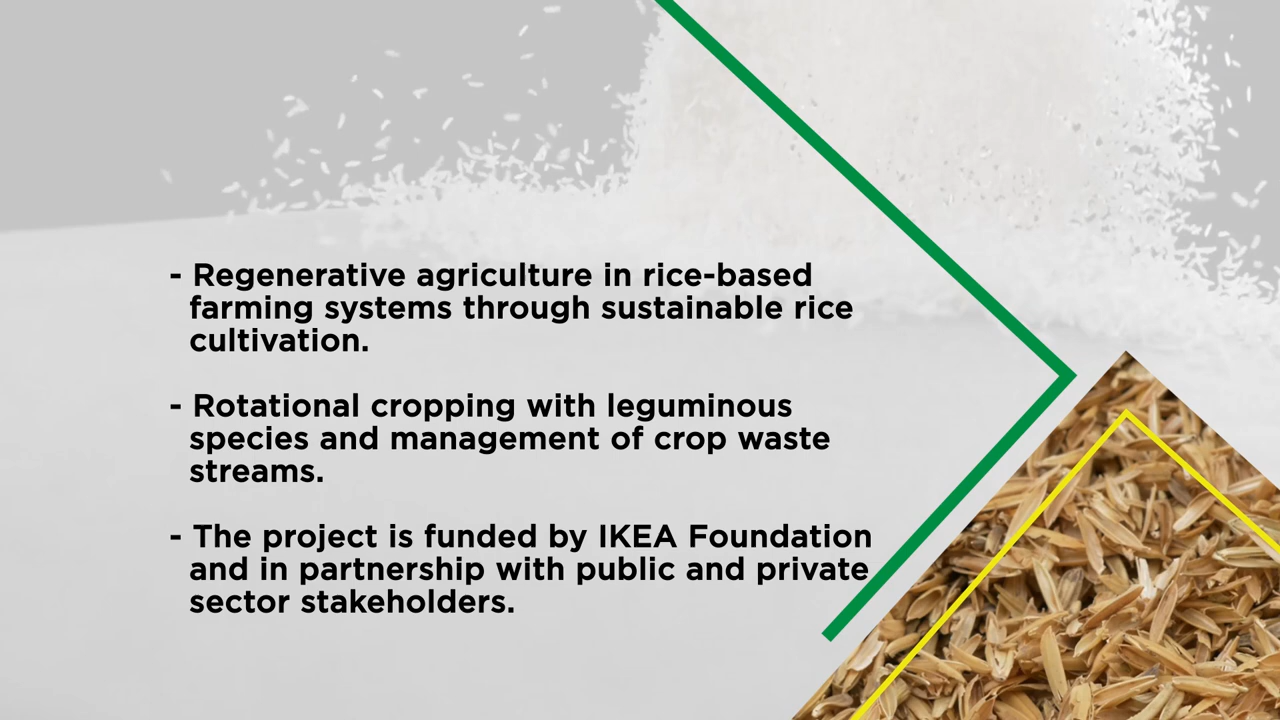 - Regenerative agriculture in rice-based
farming systems through sustainable rice
cultivation.
- Rotational cropping with leguminous
species and management of crop waste
streams.
- The project is funded by IKEA Foundation
and in partnership with public and private
sector stakeholders.